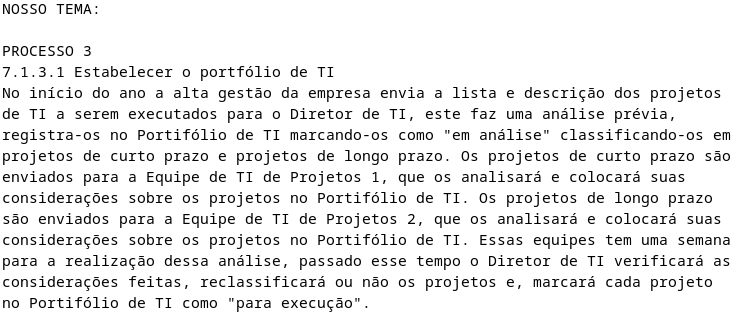 NOSSO TEMA:
PROCESSO 3
7.1.3.1 Estabelecer o portfólio de TI
No início do ano a alta gestão da empresa envia a lista e descrição dos projetos
de TI a serem executados para o Diretor de TI, este faz uma análise prévia,
registra-os no Portifólio de TI marcando-os como "em análise" classificando-os em
projetos de curto prazo e projetos de longo prazo. Os projetos de curto prazo são
enviados para a Equipe de TI de Projetos 1, que os analisará e colocará suas
considerações sobre os projetos no Portifólio de TI. Os projetos de longo prazo
são enviados para a Equipe de TI de Projetos 2, que os analisará e colocará suas
considerações sobre os projetos no Portifólio de TI. Essas equipes tem uma semana
para a realização dessa análise, passado esse tempo o Diretor de TI verificará as
considerações feitas, reclassificará ou não os projetos e, marcará cada projeto
no Portifólio de TI como "para execução".